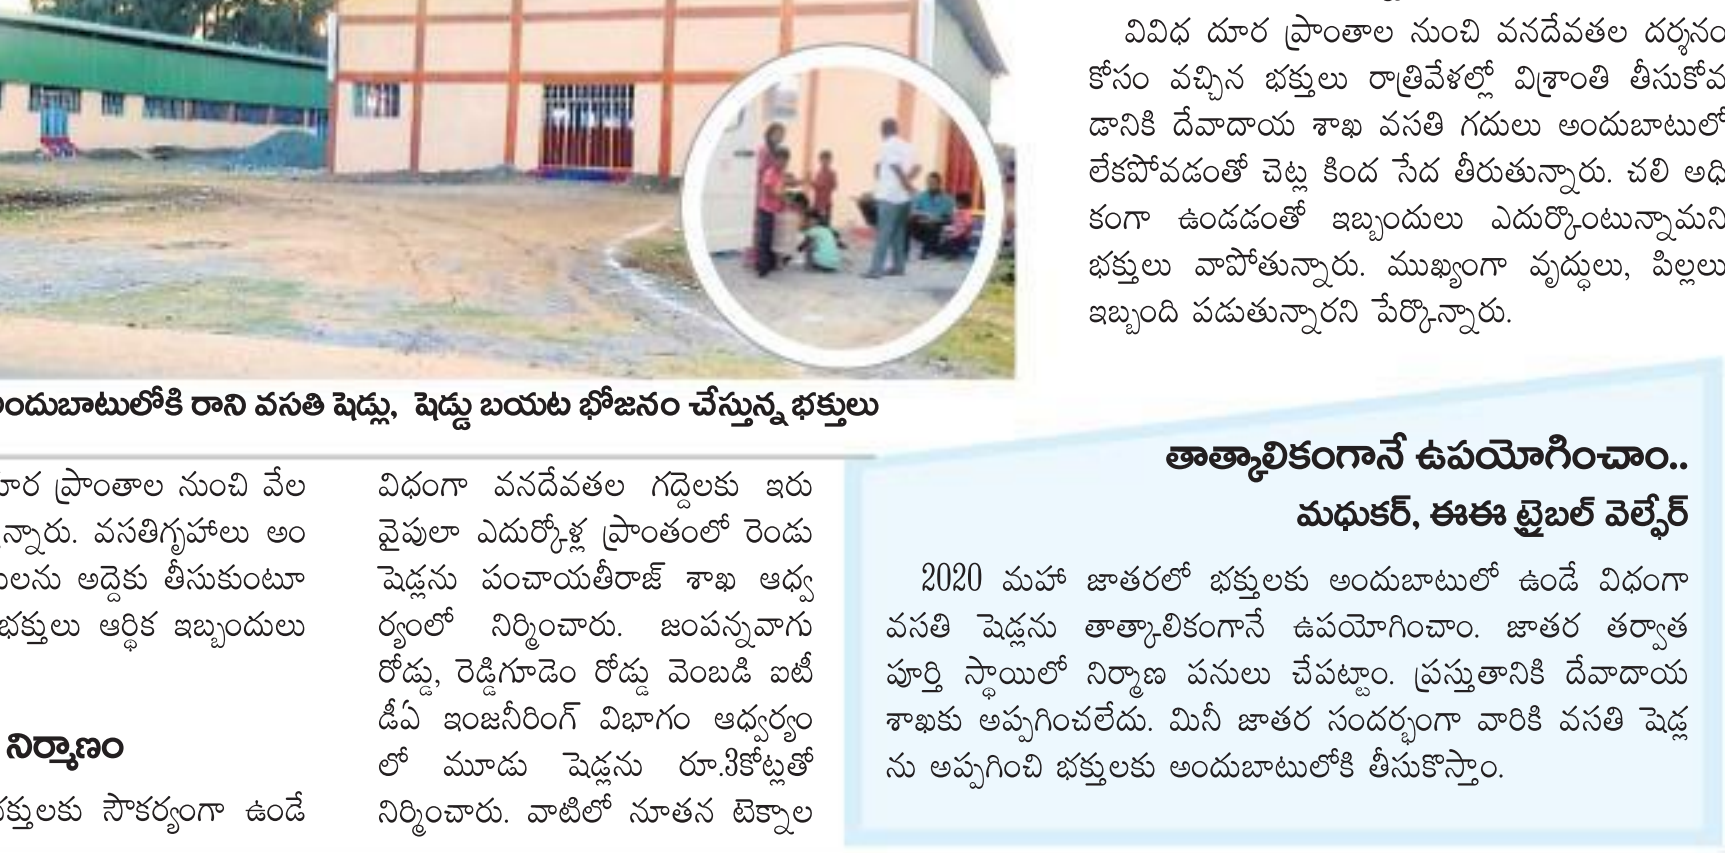 వివిధ దూర ప్రాంతాల నుంచి వనదేవతల దర్శనం
కోసం వచ్చిన భక్తులు రాత్రివేళల్లో విశ్రాంతి తీసుకోవ
డానికి దేవాదాయ శాఖ వసతి గదులు అందుబాటులో
లేకపోవడంతో చెట్ల కింద సేద తీరుతున్నారు. చలి అధి
కంగా ఉండడంతో ఇబ్బందులు ఎదుర్కొంటున్నామని
భక్తులు వాపోతున్నారు. ముఖ్యంగా వృద్ధులు, పిల్లలు
ఇబ్బంది పడుతున్నారని పేర్కొన్నారు.
అందుబాటులోకి రాని వసతి షెడ్లు, షెడ్డు బయట భోజనం చేస్తున్న భక్తులు
దూర ప్రాంతాల నుంచి వేల
న్నారు. వసతిగృహాలు అం
లను అద్దెకు తీసుకుంటూ
భక్తులు ఆర్థిక ఇబ్బందులు
నిర్మాణం
భక్తులకు సౌకర్యంగా ఉండే
విధంగా వనదేవతల గద్దెలకు ఇరు
వైపులా ఎదుర్కోళ్ల ప్రాంతంలో రెండు
షెడ్లను పంచాయతీరాజ్ శాఖ ఆధ్వ
ర్యంలో నిర్మించారు. జంపన్నవాగు
రోడ్డు, రెడ్డిగూడెం రోడ్డు వెంబడి ఐటీ
డీఏ ఇంజనీరింగ్ విభాగం ఆధ్వర్యం
లో మూడు షెడ్లను రూ.3కోట్లతో
నిర్మించారు. వాటిలో నూతన టెక్నాల
తాత్కాలికంగానే ఉపయోగించాం..
మధుకర్, ఈఈ ట్రైబల్ వెల్ఫేర్
2020 మహా జాతరలో భక్తులకు అందుబాటులో ఉండే విధంగా
వసతి షెడ్లను తాత్కాలికంగానే ఉపయోగించాం. జాతర తర్వాత
పూర్తి స్థాయిలో నిర్మాణ పనులు చేపట్టాం. ప్రస్తుతానికి దేవాదాయ
శాఖకు అప్పగించలేదు. మినీ జాతర సందర్భంగా వారికి వసతి షెడ్ల
ను అప్పగించి భక్తులకు అందుబాటులోకి తీసుకొస్తాం.